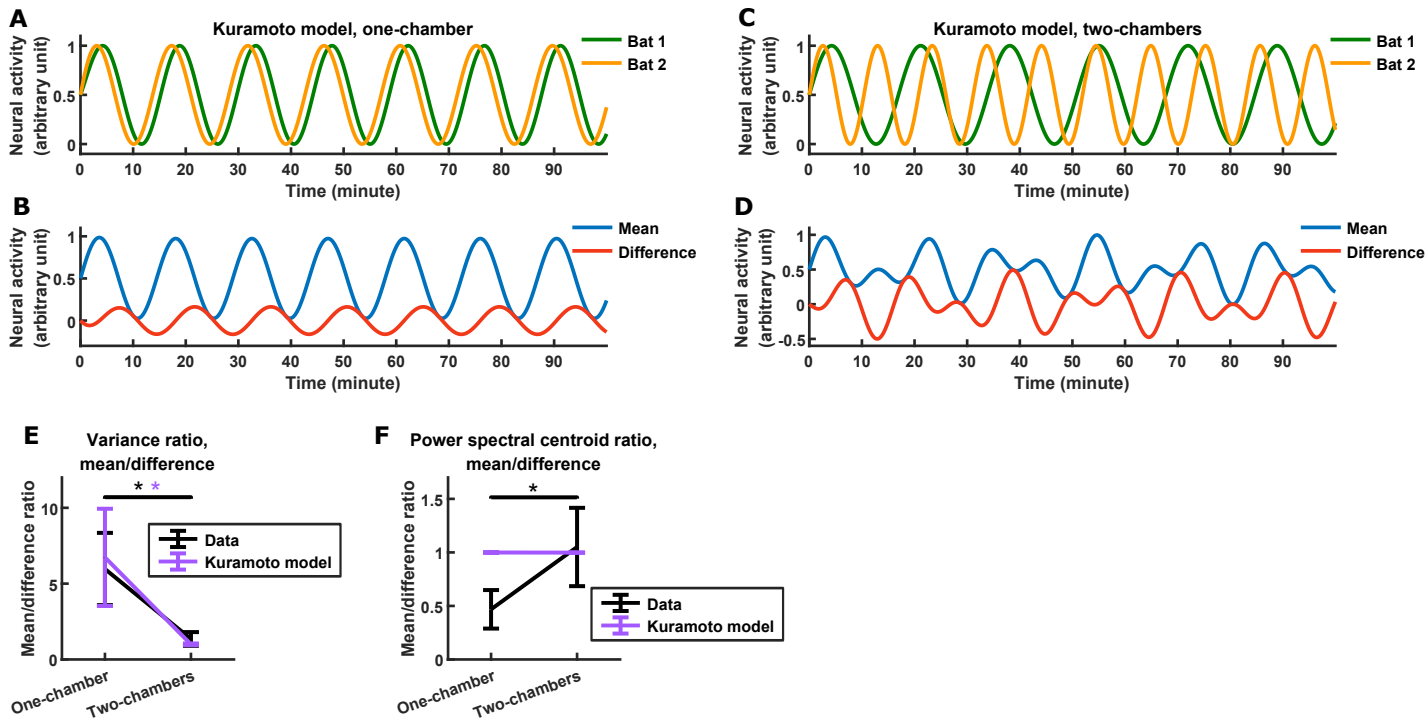 A
Kuramoto model, one-chamber
Neural activity
(arbitrary unit)
1
0.5
0
0 10 20 30 40 50 60 70 80 90
Time (minute)
Bat 1
Bat 2
B
Neural activity
(arbitrary unit)
1
0.5
0
0 10 20 30 40 50 60 70 80 90
Time (minute)
Mean
Difference
C
Kuramoto model, two-chambers
Neural activity
(arbitrary unit)
1
0.5
0
0 10 20 30 40 50 60 70 80 90
Time (minute)
Bat 1
Bat 2
D
Neural activity
(arbitrary unit)
1
0.5
0
-0.5
0 10 20 30 40 50 60 70 80 90
Time (minute)
Mean
Difference
E
Variance ratio,
mean/difference
Mean/difference ratio
10
5
0
* *
Data
Kuramoto model
One-chamber
Two-chambers
F
Power spectral centroid ratio,
mean/difference
Mean/difference ratio
1.5
1
0.5
0
*
Data
Kuramoto model
One-chamber
Two-chambers